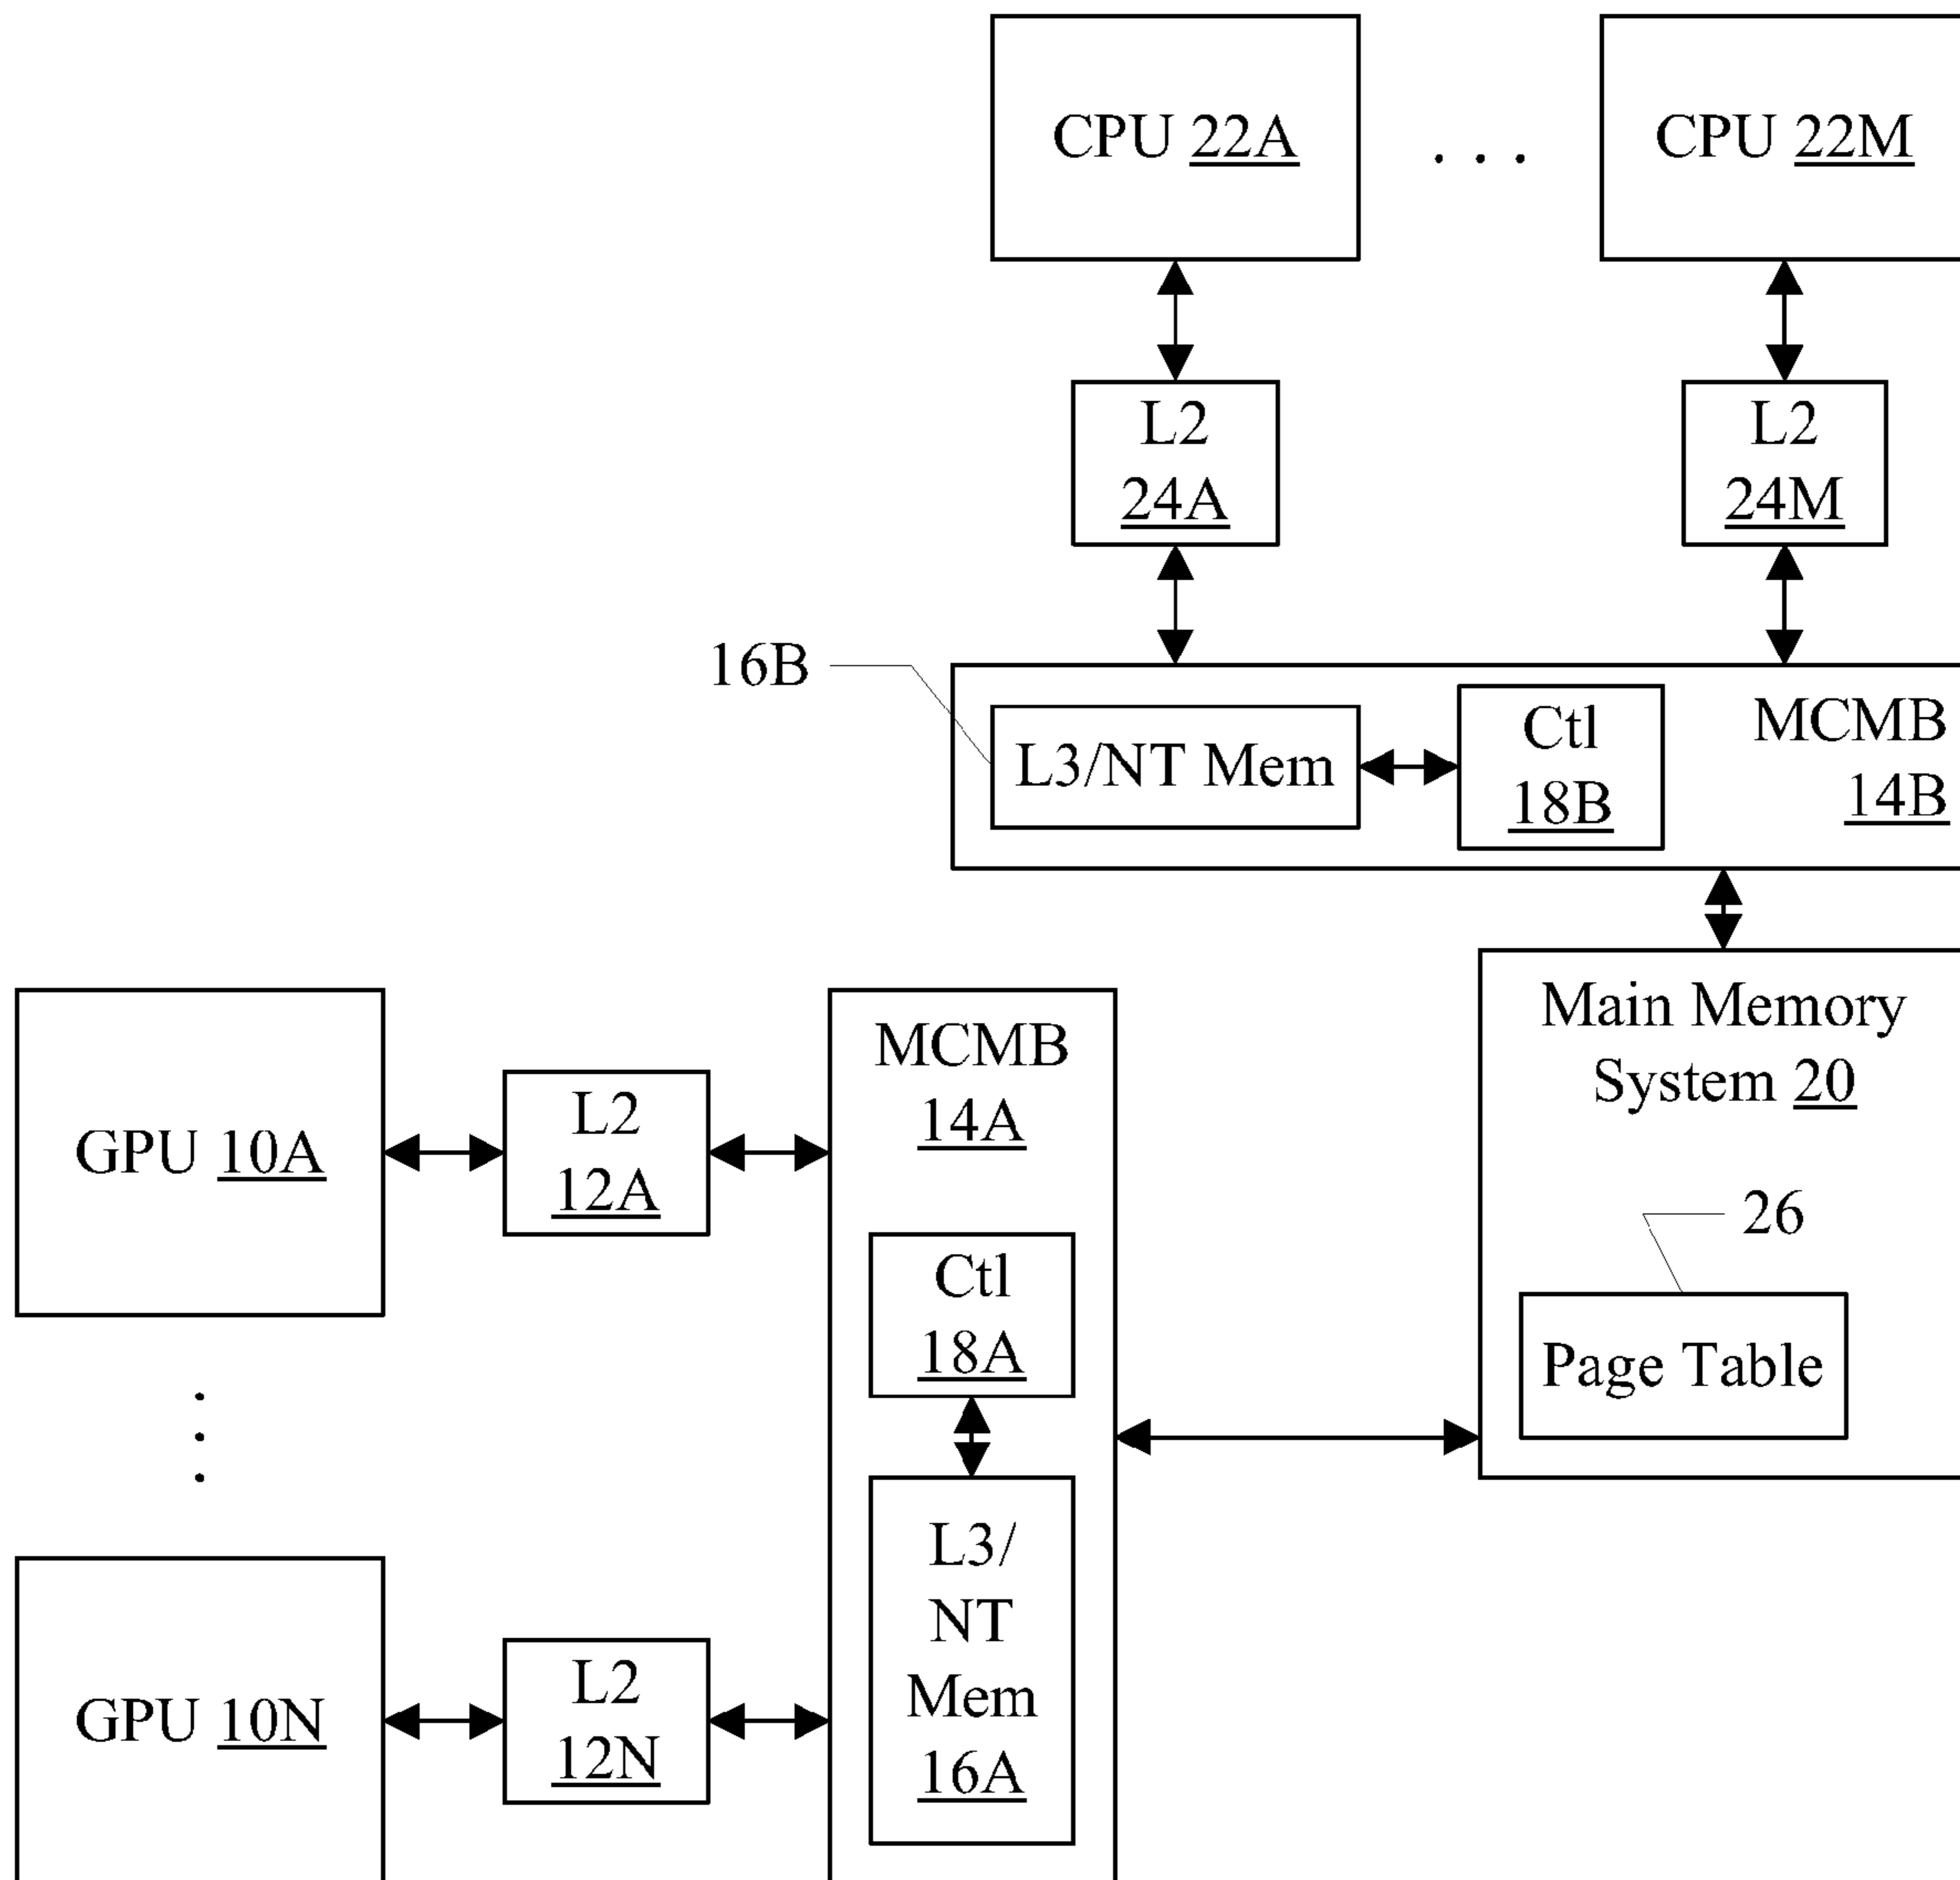 CPU 22A
. . .
CPU 22M
L2
24A
L2
24M
16B
L3/NT Mem
Ctl
18B
MCMB
14B
Main Memory
System 20
26
Page Table
GPU 10A
L2
12A
MCMB
14A
Ctl
18A
L3/
NT
Mem
16A
GPU 10N
L2
12N